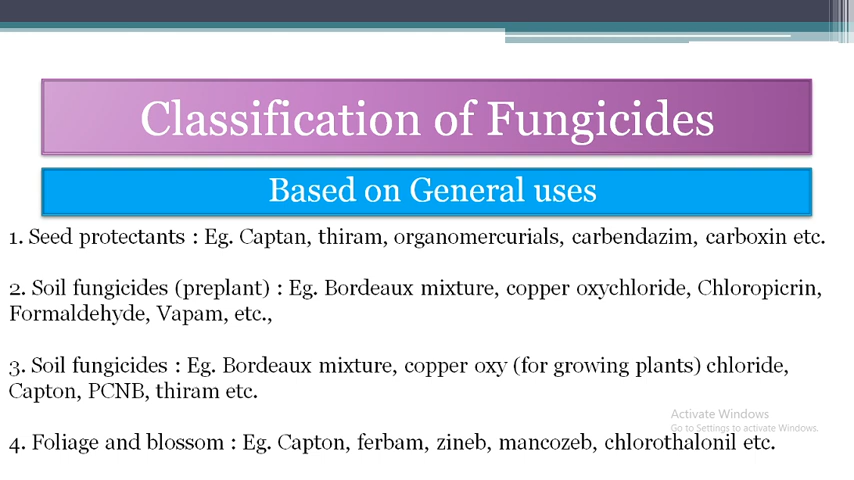 Classification of Fungicides
Based on General uses
1. Seed protectants : Eg. Captan, thiram, organomercurials, carbendazim, carboxin etc.
2. Soil fungicides (preplant) : Eg. Bordeaux mixture, copper oxychloride, Chloropicrin,
Formaldehyde, Vapam, etc.,
3. Soil fungicides : Eg. Bordeaux mixture, copper oxy (for growing plants) chloride,
Capton, PCNB, thiram etc.
Activate Windows
Go to Settings to activate Windows.
4. Foliage and blossom : Eg. Capton, ferbam, zineb, mancozeb, chlorothalonil etc.